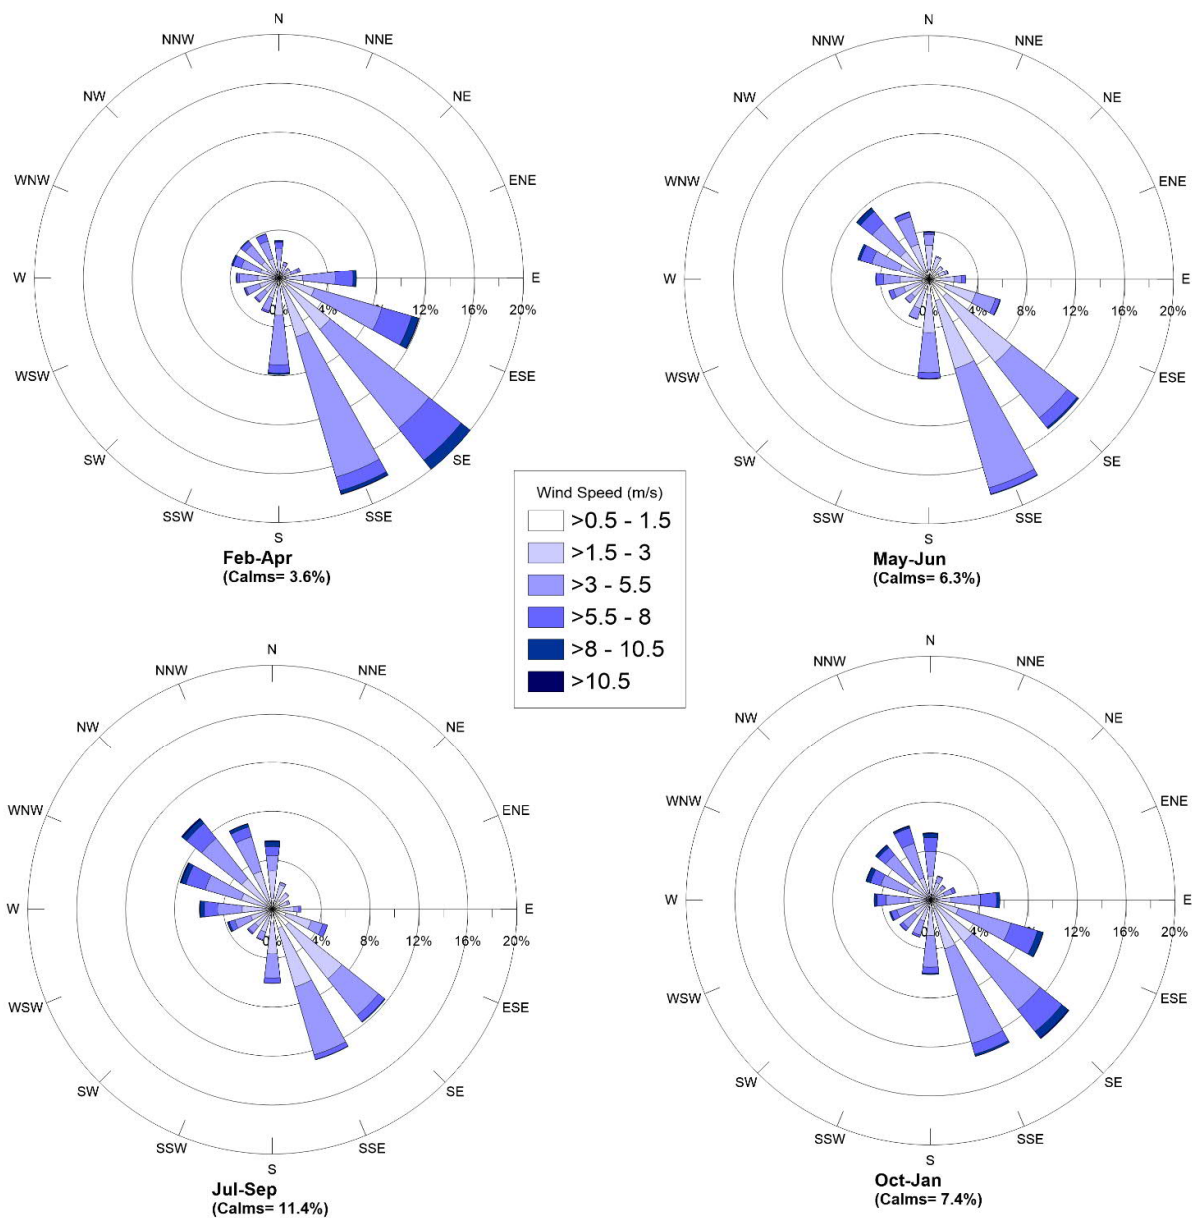 N
NNW
NNE
NW
NE
WNW
ENE
W
E
0%
4%
8%
12%
16%
20%
WSW
ESE
SW
SE
SSW
SSE
S
Feb-Apr
(Calms= 3.6%)
N
NNW
NNE
NW
NE
WNW
ENE
W
E
0%
4%
8%
12%
16%
20%
WSW
ESE
SW
SE
SSW
SSE
S
May-Jun
(Calms= 6.3%)
Wind Speed (m/s)
>0.5 - 1.5
>1.5 - 3
>3 - 5.5
>5.5 - 8
>8 - 10.5
>10.5
N
NNW
NNE
NW
NE
WNW
ENE
W
E
0%
4%
8%
12%
16%
20%
WSW
ESE
SW
SE
SSW
SSE
S
Jul-Sep
(Calms= 11.4%)
N
NNW
NNE
NW
NE
WNW
ENE
W
E
0%
4%
8%
12%
16%
20%
WSW
ESE
SW
SE
SSW
SSE
S
Oct-Jan
(Calms= 7.4%)